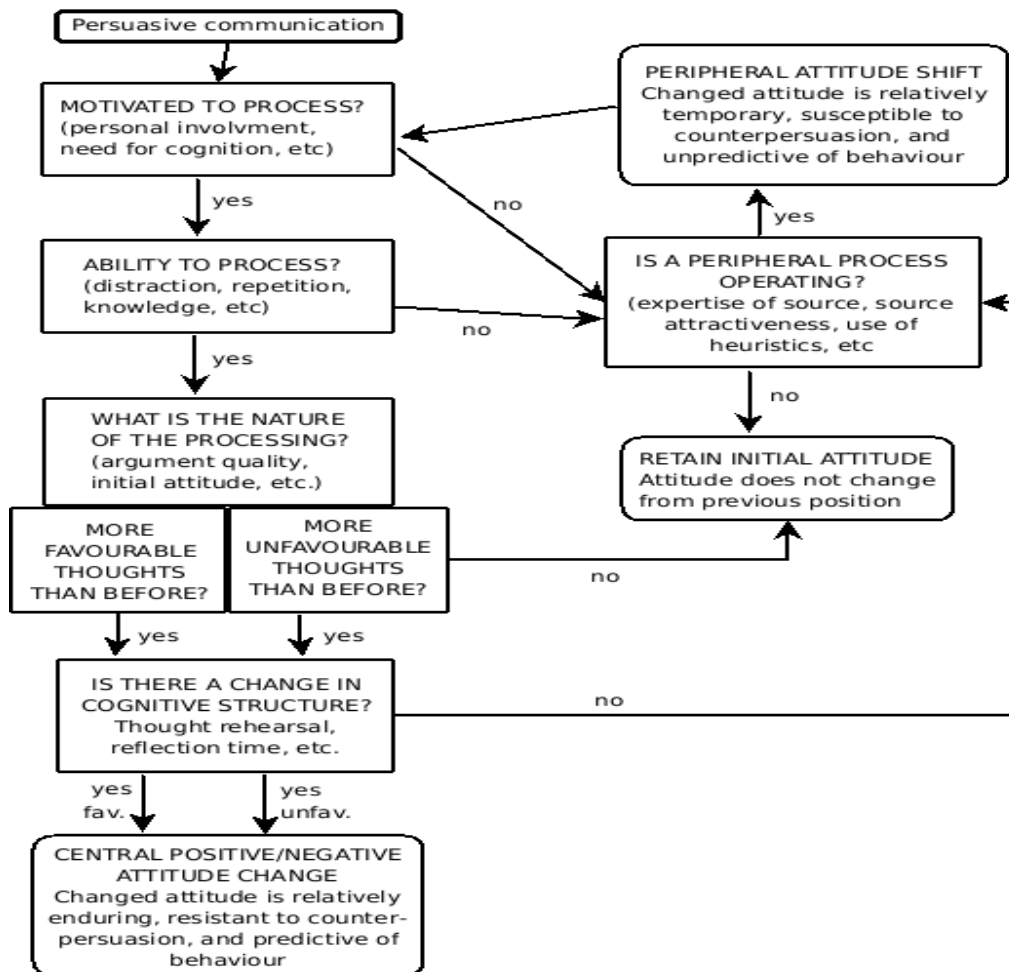 Persuasive communication
MOTIVATED TO PROCESS?
(personal involvment,
need for cognition, etc)
yes
no
ABILITY TO PROCESS?
(distraction, repetition,
knowledge, etc)
no
yes
WHAT IS THE NATURE
OF THE PROCESSING?
(argument quality,
initial attitude, etc.)
MORE
FAVOURABLE
THOUGHTS
THAN BEFORE?
MORE
UNFAVOURABLE
THOUGHTS
THAN BEFORE?
no
yes
yes
IS THERE A CHANGE IN
COGNITIVE STRUCTURE?
Thought rehearsal,
reflection time, etc.
no
yes
fav.
yes
unfav.
CENTRAL POSITIVE/NEGATIVE
ATTITUDE CHANGE
Changed attitude is relatively
enduring, resistant to counter-
persuasion, and predictive of
behaviour
PERIPHERAL ATTITUDE SHIFT
Changed attitude is relatively
temporary, susceptible to
counterpersuasion, and
unpredictive of behaviour
yes
IS A PERIPHERAL PROCESS
OPERATING?
(expertise of source, source
attractiveness, use of
heuristics, etc
no
RETAIN INITIAL ATTITUDE
Attitude does not change
from previous position